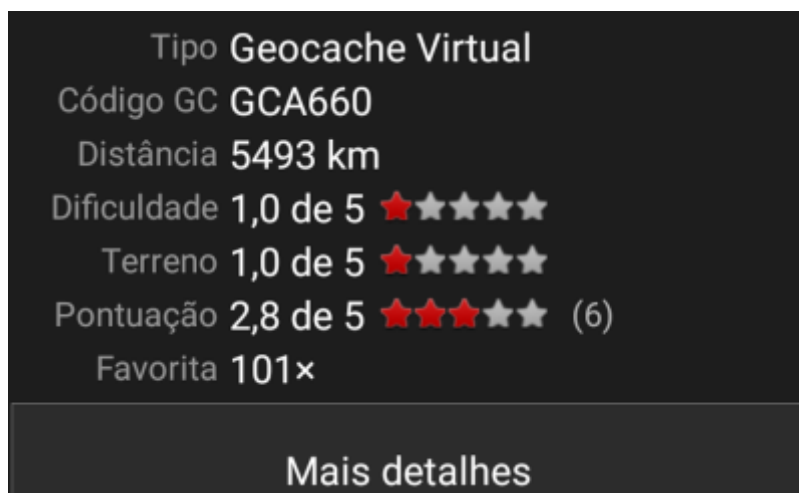 Tipo Geocache Virtual
Código GC GCA660
Distância 5493 km
Dificuldade 1,0 de 5
Terreno 1,0 de 5
Pontuação 2,8 de 5 (6)
Favorita 101×
Mais detalhes